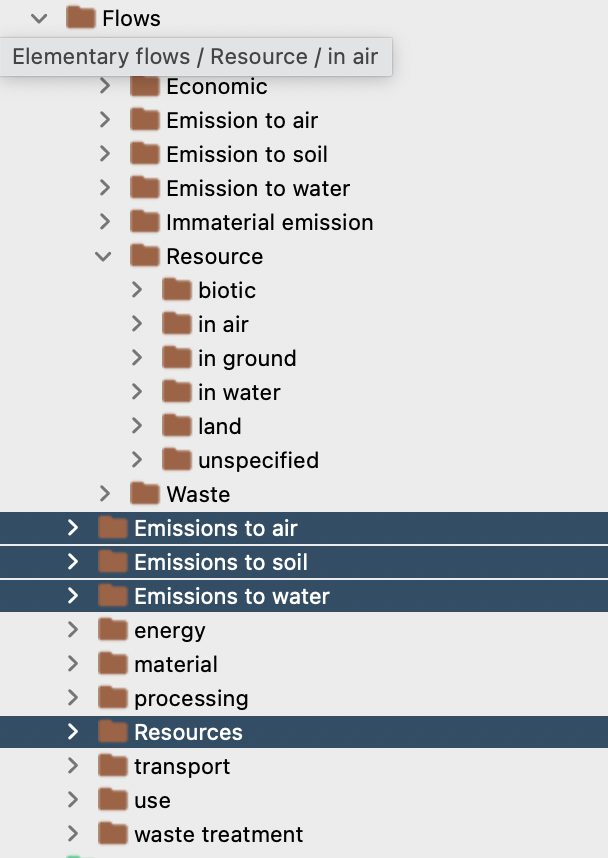 Flows
Elementary flows / Resource / in air
Economic
Emission to air
Emission to soil
Emission to water
Immaterial emission
Resource
biotic
in air
in ground
in water
land
unspecified
Waste
Emissions to air
Emissions to soil
Emissions to water
energy
material
processing
Resources
transport
use
waste treatment